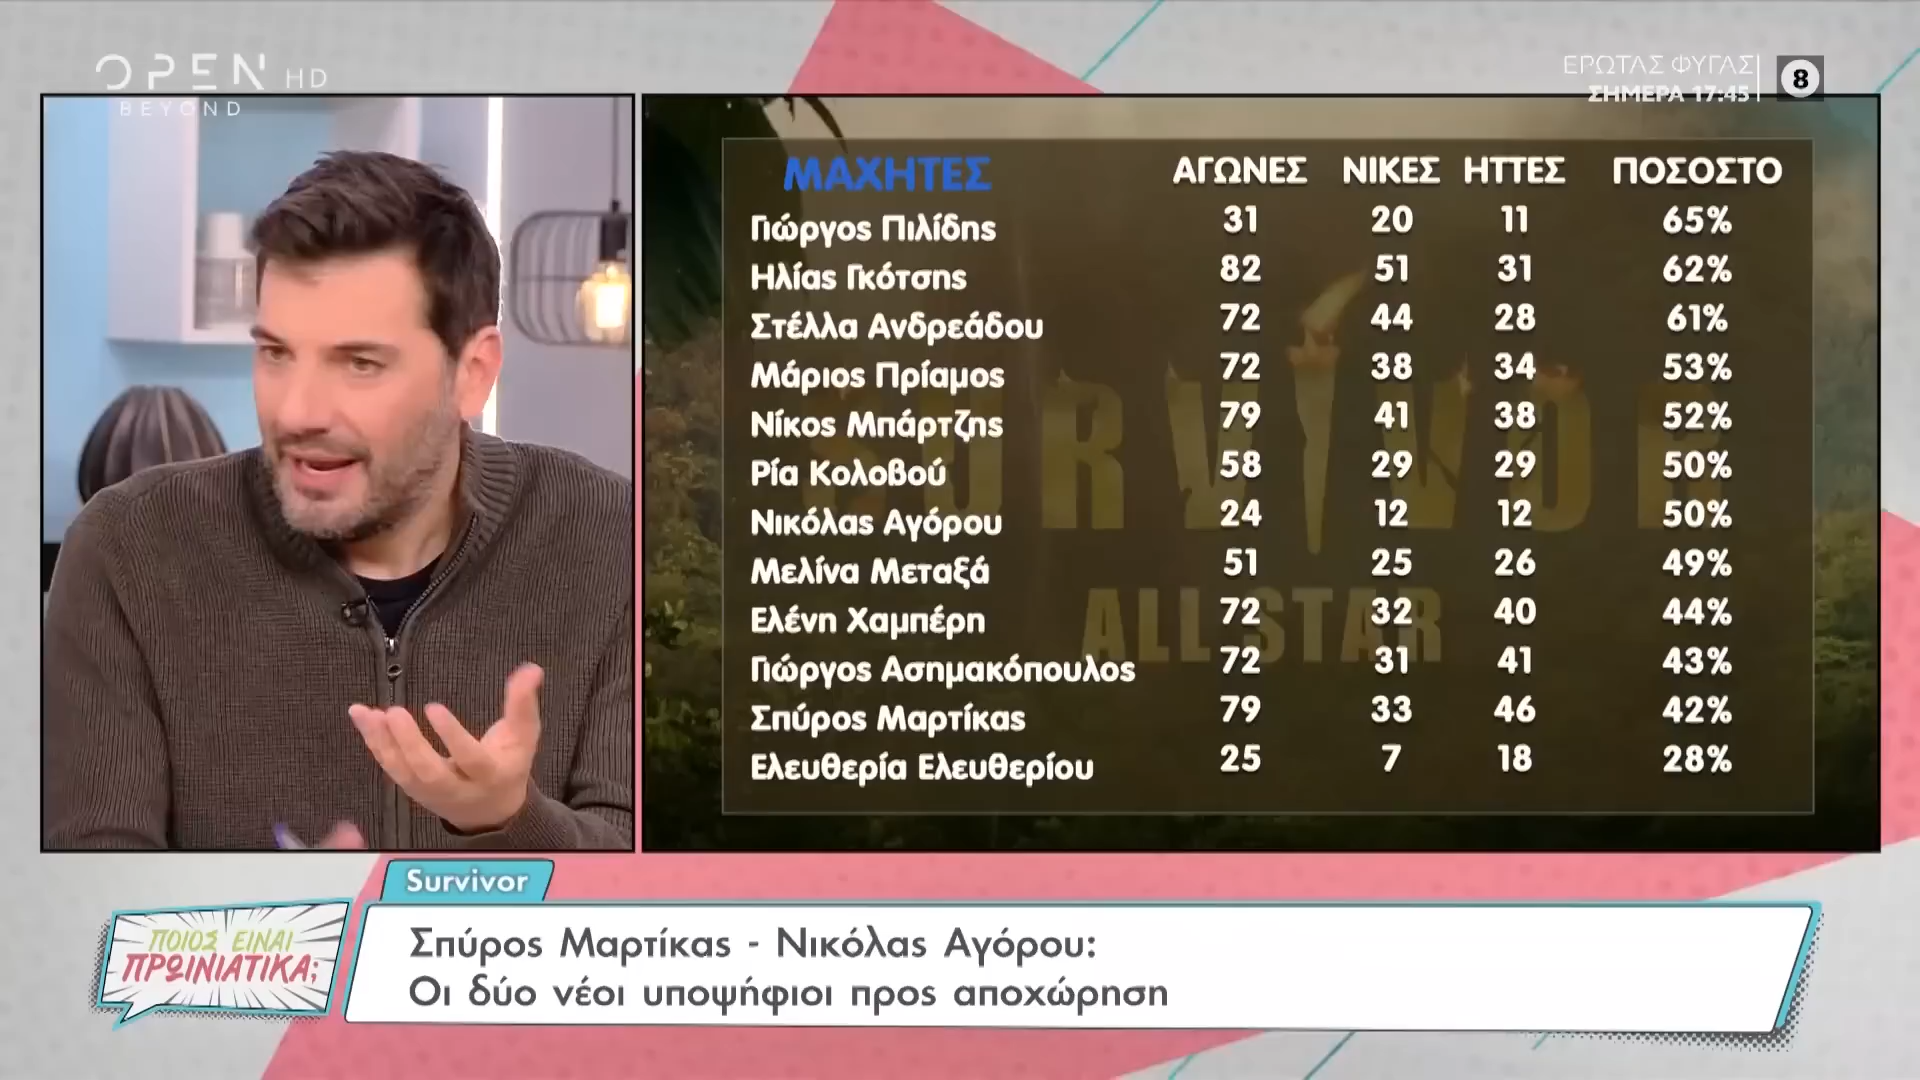 OPEN HD
BEYOND
ΕΡΩΤΑΣ ΦΥΓΑΣ
ΣΗΜΕΡΑ 17:45
8
ΜΑΧΗΤΕΣ ΑΓΩΝΕΣ ΝΙΚΕΣ ΗΤΤΕΣ ΠΟΣΟΣΤΟ
Γιώργος Πιλίδης 31 20 11 65%
Ηλίας Γκότσης 82 51 31 62%
Στέλλα Ανδρεάδου 72 44 28 61%
Μάριος Πρίαμος 72 38 34 53%
Νίκος Μπάρτζης 79 41 38 52%
Ρία Κολοβού 58 29 29 50%
Νικόλας Αγόρου 24 12 12 50%
Μελίνα Μεταξά 51 25 26 49%
Ελένη Χαμπέρη 72 32 40 44%
Γιώργος Ασημακόπουλος 72 31 41 43%
Σπύρος Μαρτίκας 79 33 46 42%
Ελευθερία Ελευθερίου 25 7 18 28%
SURVIVOR
ALL STAR
Survivor
ΠΟΙΟΣ ΕΙΝΑΙ
ΠΡΩΙΝΙΑΤΙΚΑ;
Σπύρος Μαρτίκας - Νικόλας Αγόρου:
Οι δύο νέοι υποψήφιοι προς αποχώρηση